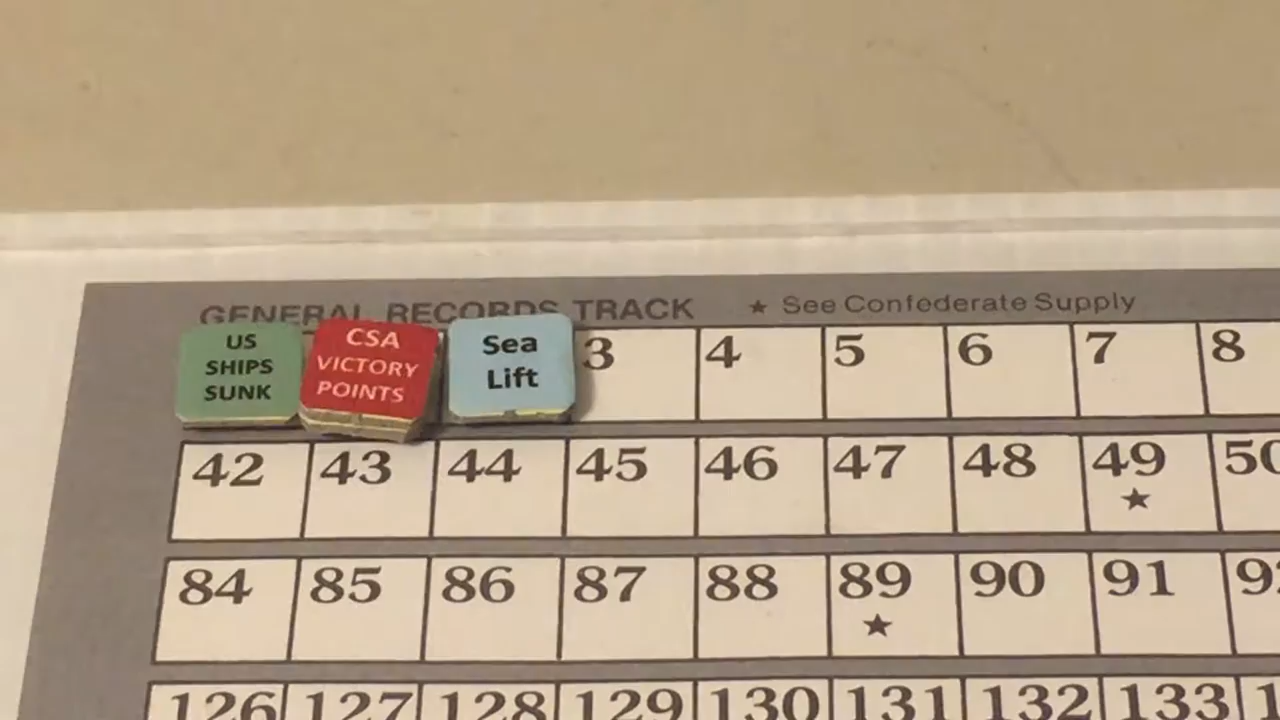 GENERAL RECORDS TRACK ★ See Confederate Supply
US
SHIPS
SUNK
CSA
VICTORY
POINTS
Sea
Lift
3 4 5 6 7 8
42 43 44 45 46 47 48 49 50
★
84 85 86 87 88 89 90 91
★
126 127 128 129 130 131 132 133